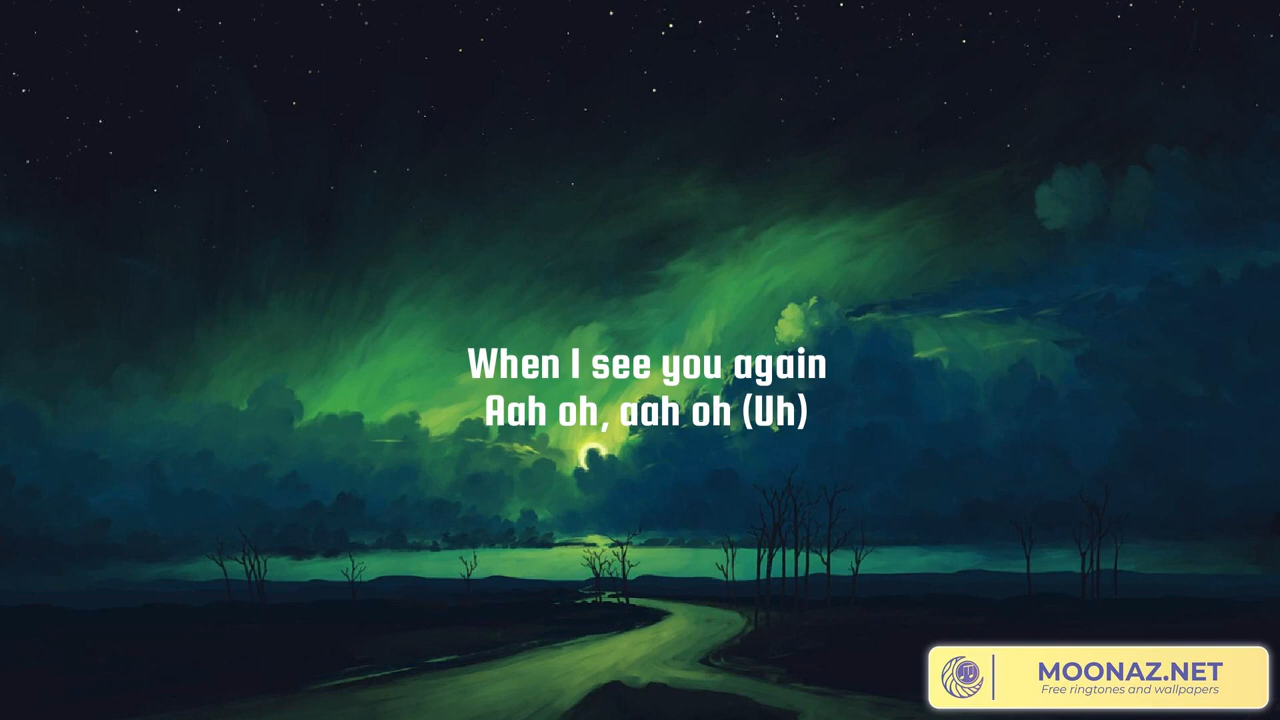 When I see you again
Aah oh, aah oh (Uh)
MOONAZ.NET
Free ringtones and wallpapers